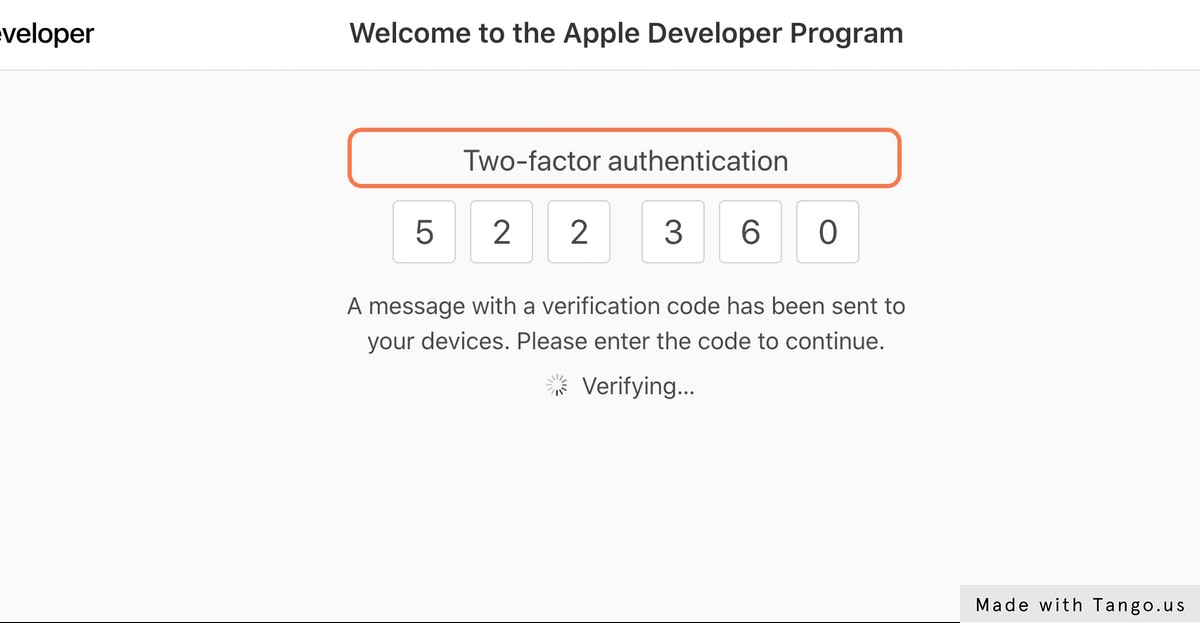 eveloper
Welcome to the Apple Developer Program
Two-factor authentication
5 2 2 3 6 0
A message with a verification code has been sent to
your devices. Please enter the code to continue.
Verifying...
Made with Tango.us